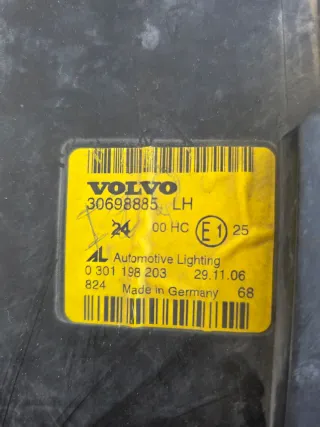 VOLVO
30698885 LH
24 00 HC E1 25
AL Automotive Lighting
0 301 198 203 29.11.06
824 Made in Germany 68